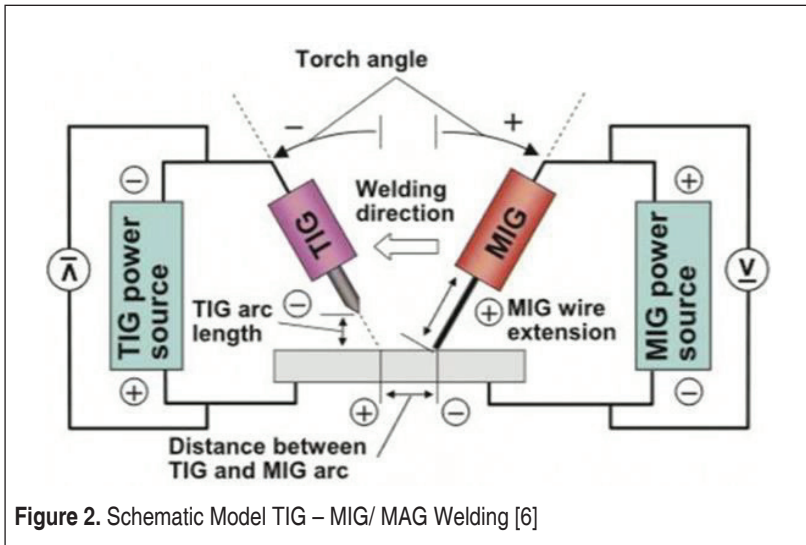 Torch angle
− +
Welding
direction
TIG
MIG
TIG power
source
MIG power
source
− +
+ −
V
V
TIG arc
length
−
+
MIG wire
extension
+ −
Distance between
TIG and MIG arc
Figure 2. Schematic Model TIG – MIG/ MAG Welding [6]